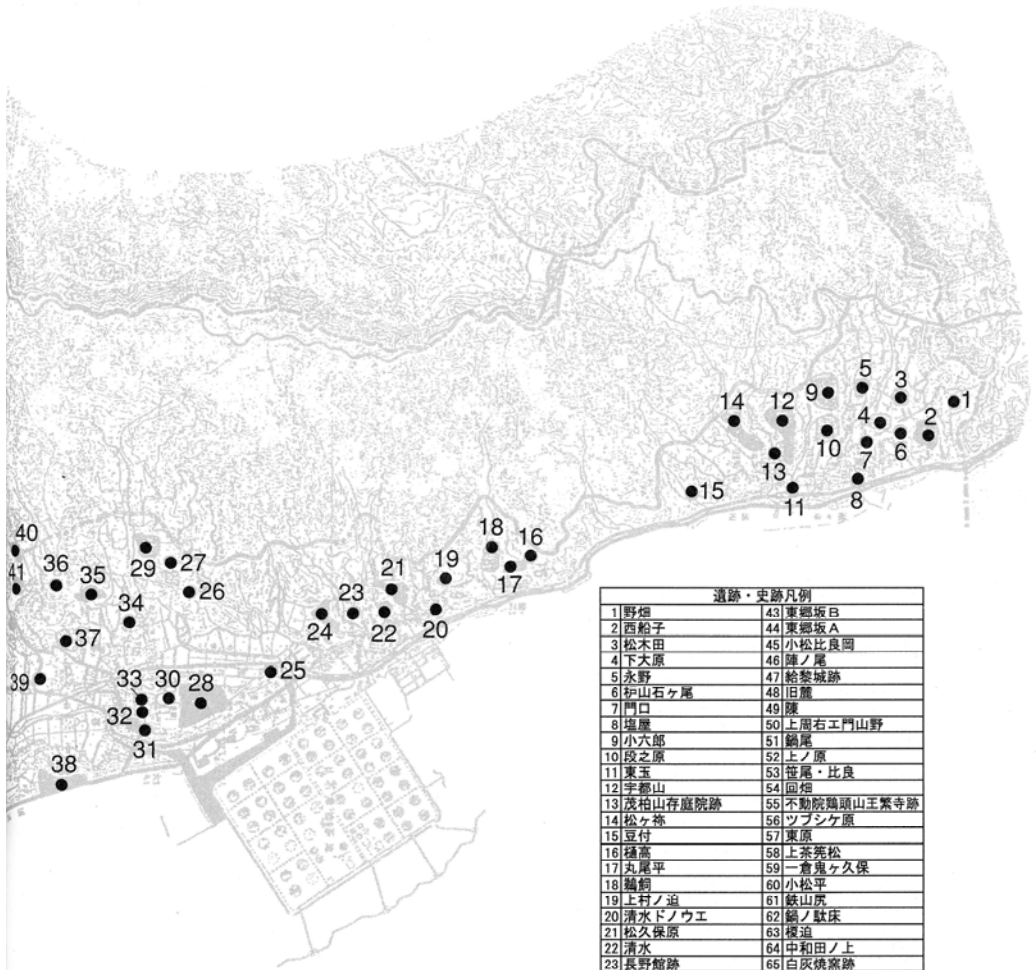 5
3
1
9
14
12
4
2
10
6
7
13
8
15
11
18
16
17
40
29
27
19
21
36
35
26
41
23
34
24
22
20
37
25
39
33
30
28
32
31
38
遺跡・史跡凡例
1 野畑 43 東郷坂B
2 西船子 44 東郷坂A
3 松木田 45 小松比良岡
4 下大原 46 陣ノ尾
5 永野 47 給黎城跡
6 枦山石ヶ尾 48 旧麓
7 門口 49 陳
8 塩屋 50 上周右エ門山野
9 小六郎 51 鍋尾
10 段之原 52 上ノ原
11 東玉 53 笹尾・比良
12 宇都山 54 回畑
13 茂柏山存庭院跡 55 不動院鶏頭山王繁寺跡
14 松ヶ祢 56 ツブシケ原
15 豆付 57 東原
16 樋高 58 上茶筅松
17 丸尾平 59 一倉鬼ヶ久保
18 鵜飼 60 小松平
19 上村ノ迫 61 鉄山尻
20 清水ドノウエ 62 鍋ノ駄床
21 松久保原 63 榎迫
22 清水 64 中和田ノ上
23 長野館跡 65 白灰焼窯跡